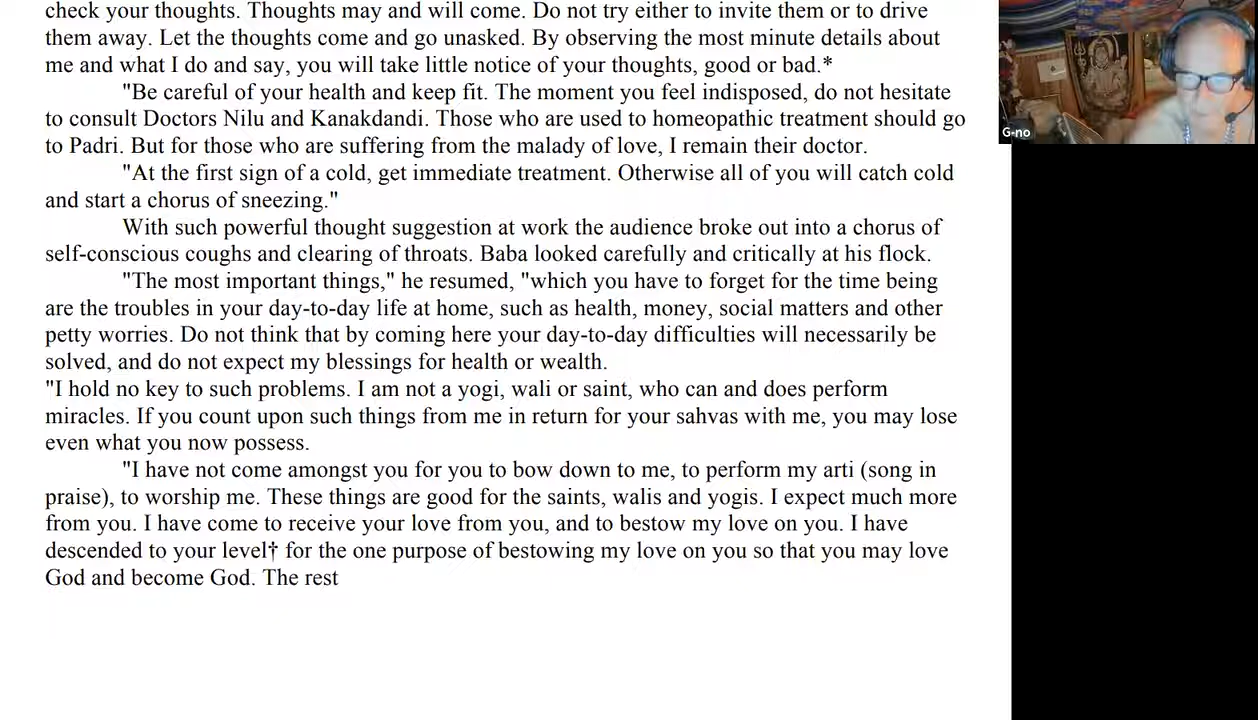 check your thoughts. Thoughts may and will come. Do not try either to invite them or to drive
them away. Let the thoughts come and go unasked. By observing the most minute details about
me and what I do and say, you will take little notice of your thoughts, good or bad.*
"Be careful of your health and keep fit. The moment you feel indisposed, do not hesitate
to consult Doctors Nilu and Kanakdandi. Those who are used to homeopathic treatment should go
to Padri. But for those who are suffering from the malady of love, I remain their doctor.
"At the first sign of a cold, get immediate treatment. Otherwise all of you will catch cold
and start a chorus of sneezing."
With such powerful thought suggestion at work the audience broke out into a chorus of
self-conscious coughs and clearing of throats. Baba looked carefully and critically at his flock.
"The most important things," he resumed, "which you have to forget for the time being
are the troubles in your day-to-day life at home, such as health, money, social matters and other
petty worries. Do not think that by coming here your day-to-day difficulties will necessarily be
solved, and do not expect my blessings for health or wealth.
"I hold no key to such problems. I am not a yogi, wali or saint, who can and does perform
miracles. If you count upon such things from me in return for your sahvas with me, you may lose
even what you now possess.
"I have not come amongst you for you to bow down to me, to perform my arti (song in
praise), to worship me. These things are good for the saints, walis and yogis. I expect much more
from you. I have come to receive your love from you, and to bestow my love on you. I have
descended to your level† for the one purpose of bestowing my love on you so that you may love
God and become God. The rest
G-no